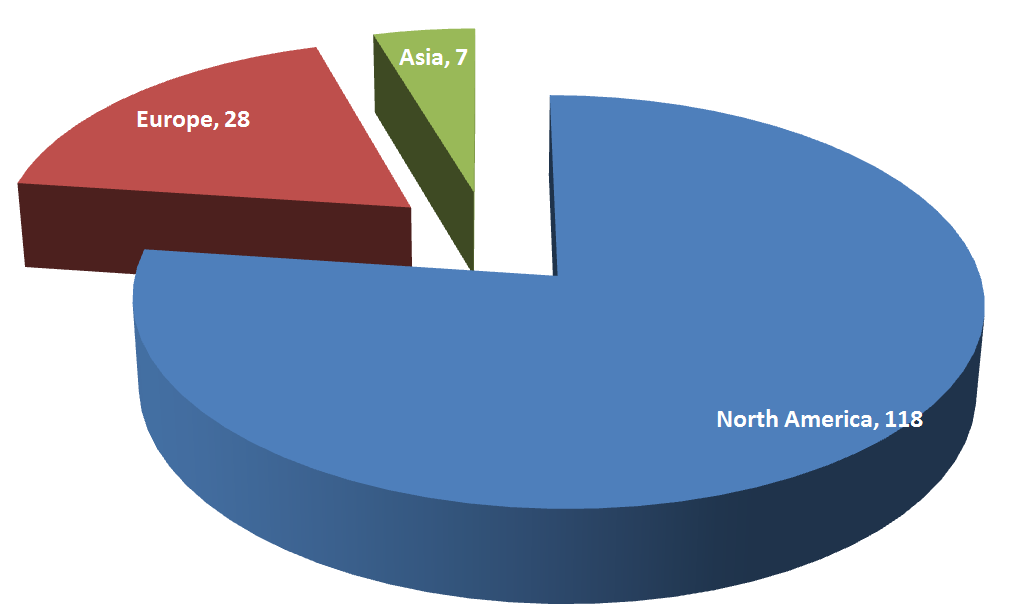 Asia, 7
Europe, 28
North America, 118